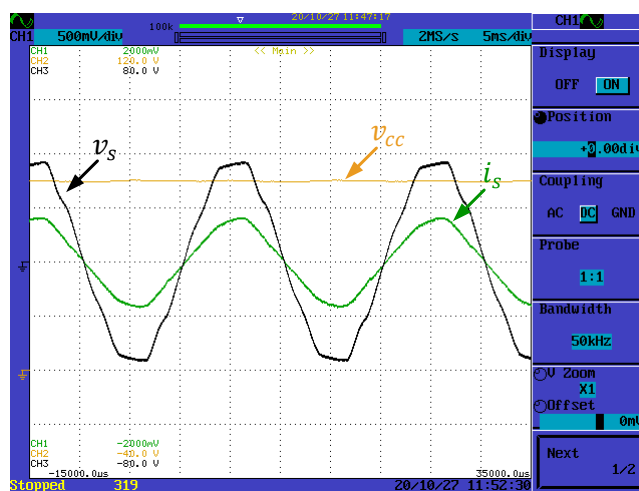 20/10/27 11:47:17
100k
CH1 500mV/div 2MS/s 5ms/div
CH1 2000mV << Main >>
CH2 120.0 V
CH3 80.0 V
v_S
v_CC
i_S
CH1 -2000mV
CH2 -40.0 V
CH3 -80.0 V
-15000.0us 35000.0us
Stopped 319 20/10/27 11:52:30
CH1
Display
OFF ON
Position
+0.00div
Coupling
AC DC GND
Probe
1:1
Bandwidth
50kHz
V Zoom
X1
Offset
0mV
Next
1/2